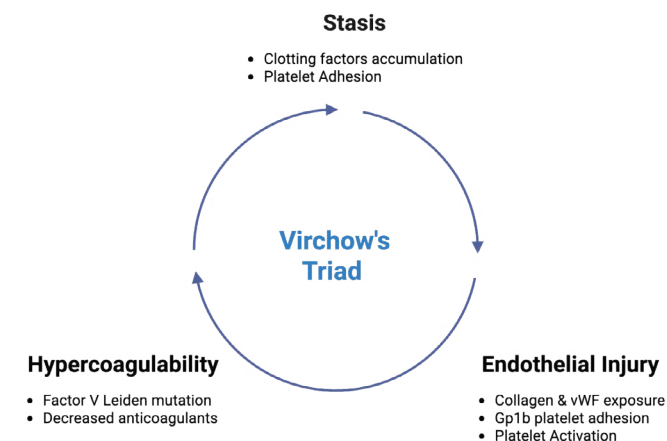 Stasis
• Clotting factors accumulation
• Platelet Adhesion
Virchow's
Triad
Hypercoagulability
• Factor V Leiden mutation
• Decreased anticoagulants
Endothelial Injury
• Collagen & vWF exposure
• Gp1b platelet adhesion
• Platelet Activation